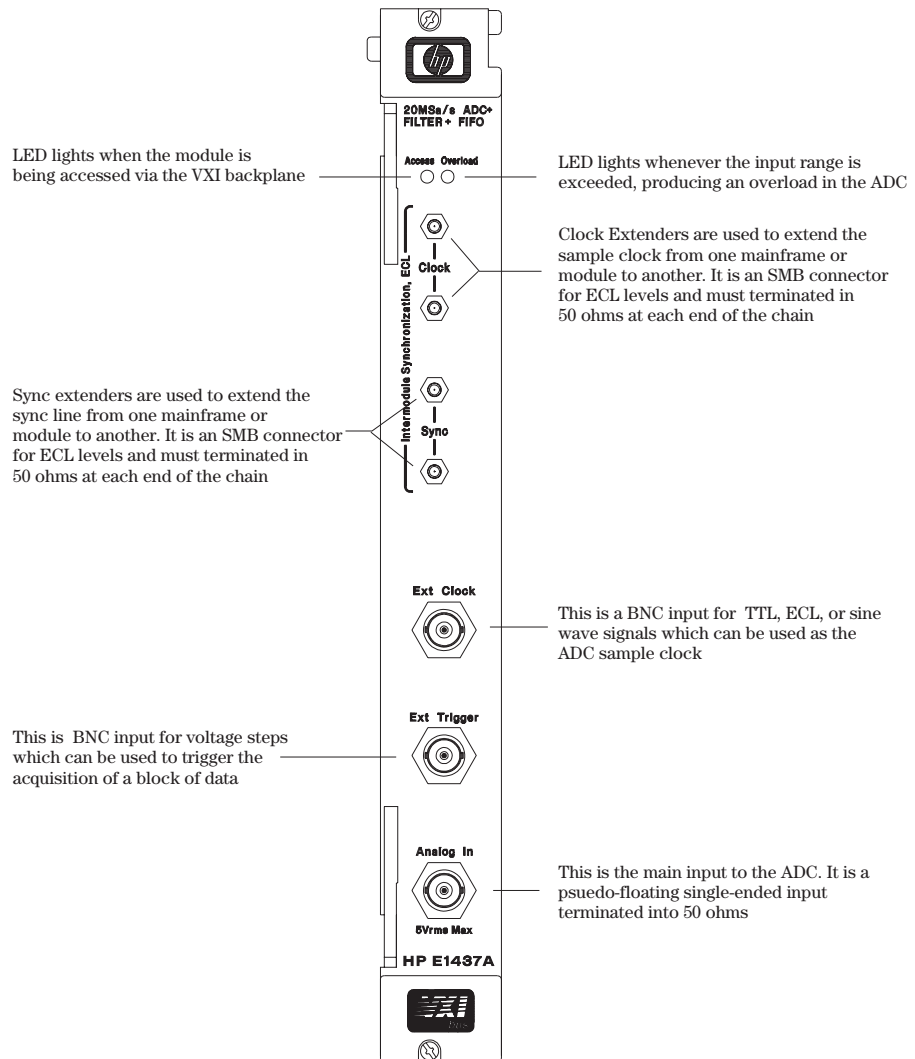 hp
20MSa/s ADC+
FILTER+ FIFO
LED lights when the module is
being accessed via the VXI backplane
Access Overload
LED lights whenever the input range is
exceeded, producing an overload in the ADC
Clock Extenders are used to extend the
sample clock from one mainframe or
module to another. It is an SMB connector
for ECL levels and must terminated in
50 ohms at each end of the chain
Intermodule Synchronization, ECL
Clock
Sync extenders are used to extend the
sync line from one mainframe or
module to another. It is an SMB connector
for ECL levels and must terminated in
50 ohms at each end of the chain
Sync
Ext Clock
This is a BNC input for TTL, ECL, or sine
wave signals which can be used as the
ADC sample clock
Ext Trigger
This is BNC input for voltage steps
which can be used to trigger the
acquisition of a block of data
Analog In
This is the main input to the ADC. It is a
psuedo-floating single-ended input
terminated into 50 ohms
5Vrms Max
HP E1437A
VXI
bus